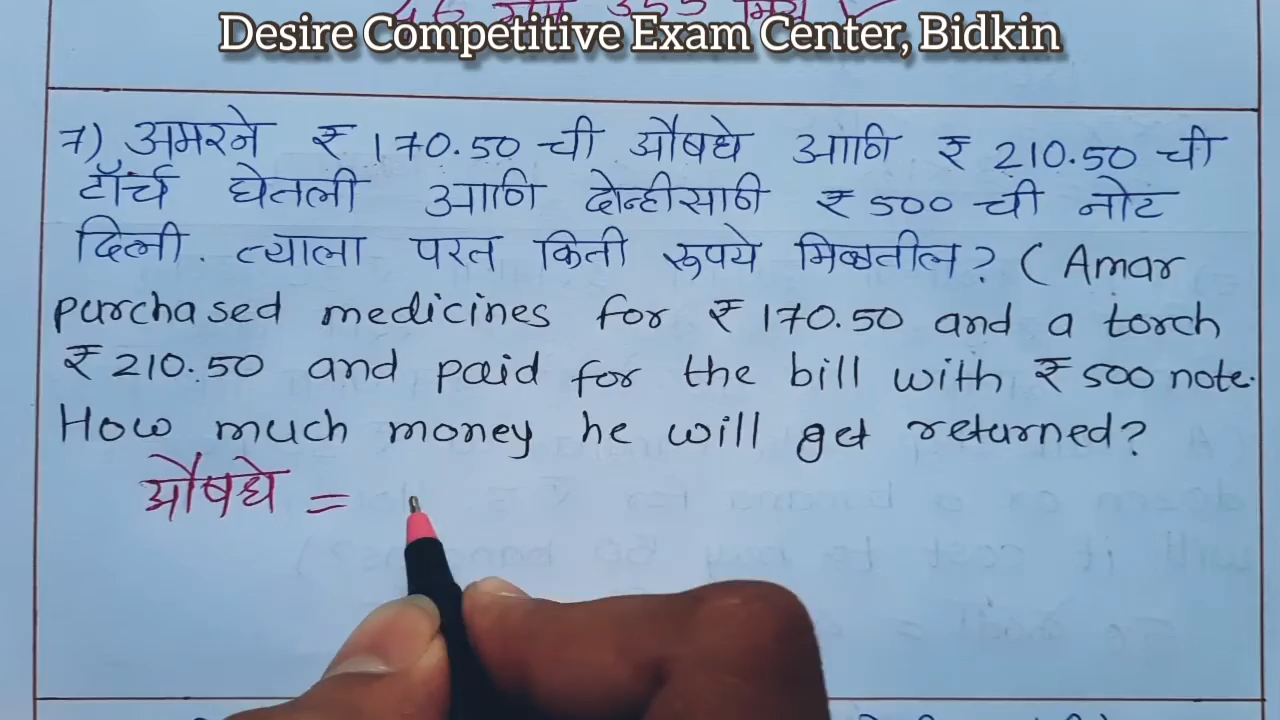 Desire Competitive Exam Center, Bidkin
७) अमरने ₹ 170.50 ची औषधे आणि ₹ 210.50 ची
टॉर्च घेतली आणि दोन्हीसाठी ₹ 500 ची नोट
दिली. त्याला परत किती रूपये मिळतील? (Amar
purchased medicines for ₹ 170.50 and a torch
₹ 210.50 and paid for the bill with ₹ 500 note.
How much money he will get returned?
औषधे =